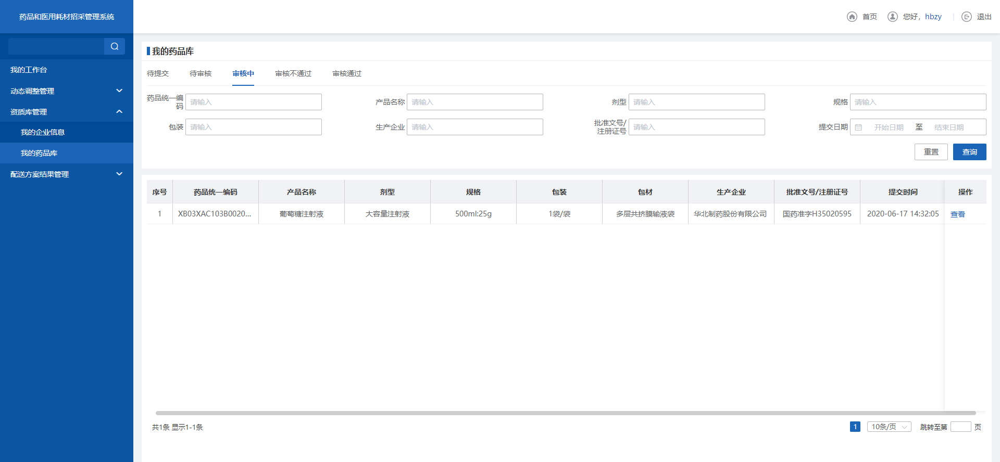 药品和医用耗材招采管理系统
首页 您好，hbzy 退出
我的工作台
动态调整管理
资质库管理
我的企业信息
我的药品库
配送方案结果管理
我的药品库
待提交 待审核 审核中 审核不通过 审核通过
药品统一编码 请输入 产品名称 请输入 剂型 请输入 规格 请输入
包装 请输入 生产企业 请输入 批准文号/注册证号 请输入 提交日期 开始日期 至 结束日期
重置 查询
序号 药品统一编码 产品名称 剂型 规格 包装 包材 生产企业 批准文号/注册证号 提交时间 操作
1 XB03XAC103B0020... 葡萄糖注射液 大容量注射液 500ml:25g 1袋/袋 多层共挤膜输液袋 华北制药股份有限公司 国药准字H35020595 2020-06-17 14:32:05 查看
共1条 显示1-1条 1 10条/页 跳转至第 页